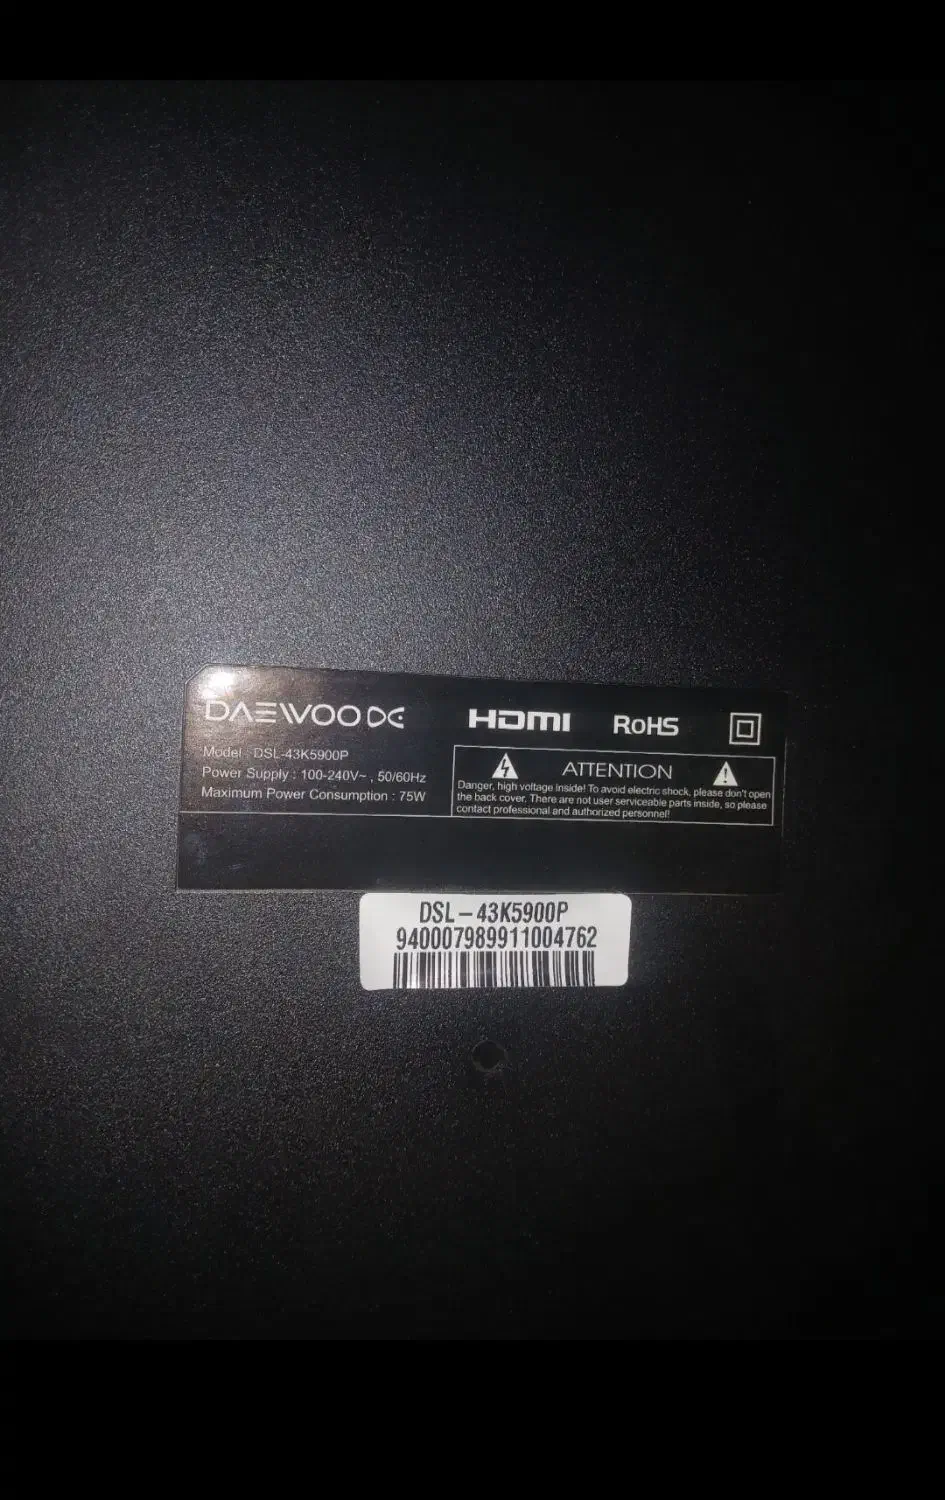 DAEWOO
HDMI
RoHS
Model : DSL-43K5900P
Power Supply : 100-240V~ , 50/60Hz
Maximum Power Consumption : 75W
ATTENTION
Danger, high voltage inside! To avoid electric shock, please don't open
the back cover. There are not user serviceable parts inside, so please
contact professional and authorized personnel!
DSL-43K5900P
940007989911004762